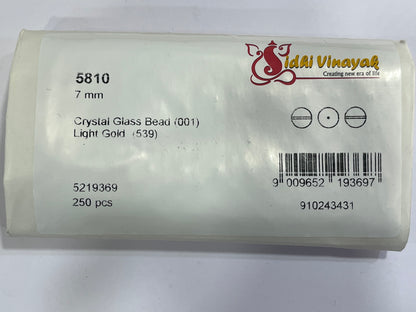 Sidhi Vinayak
Creating new era of life
5810
7 mm
Crystal Glass Bead (001)
Light Gold (539)
5219369
250 pcs
9 009652 193697
910243431